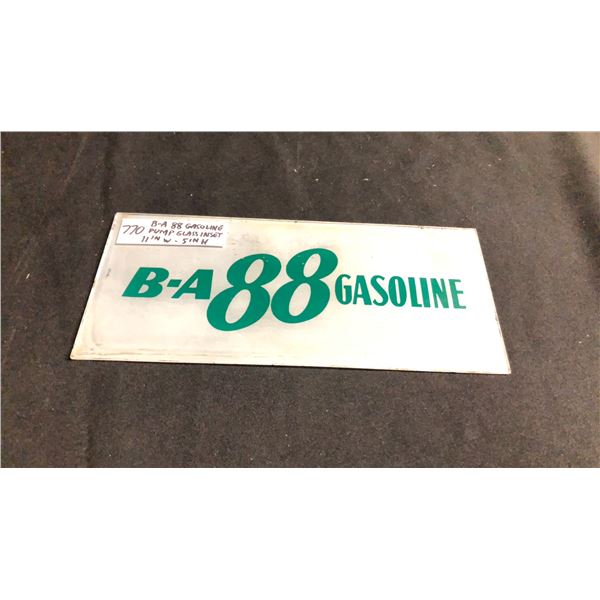 770
B-A 88 GASOLINE
PUMP GLASS INSET
11 IN W - 5 IN H
B-A 88 GASOLINE